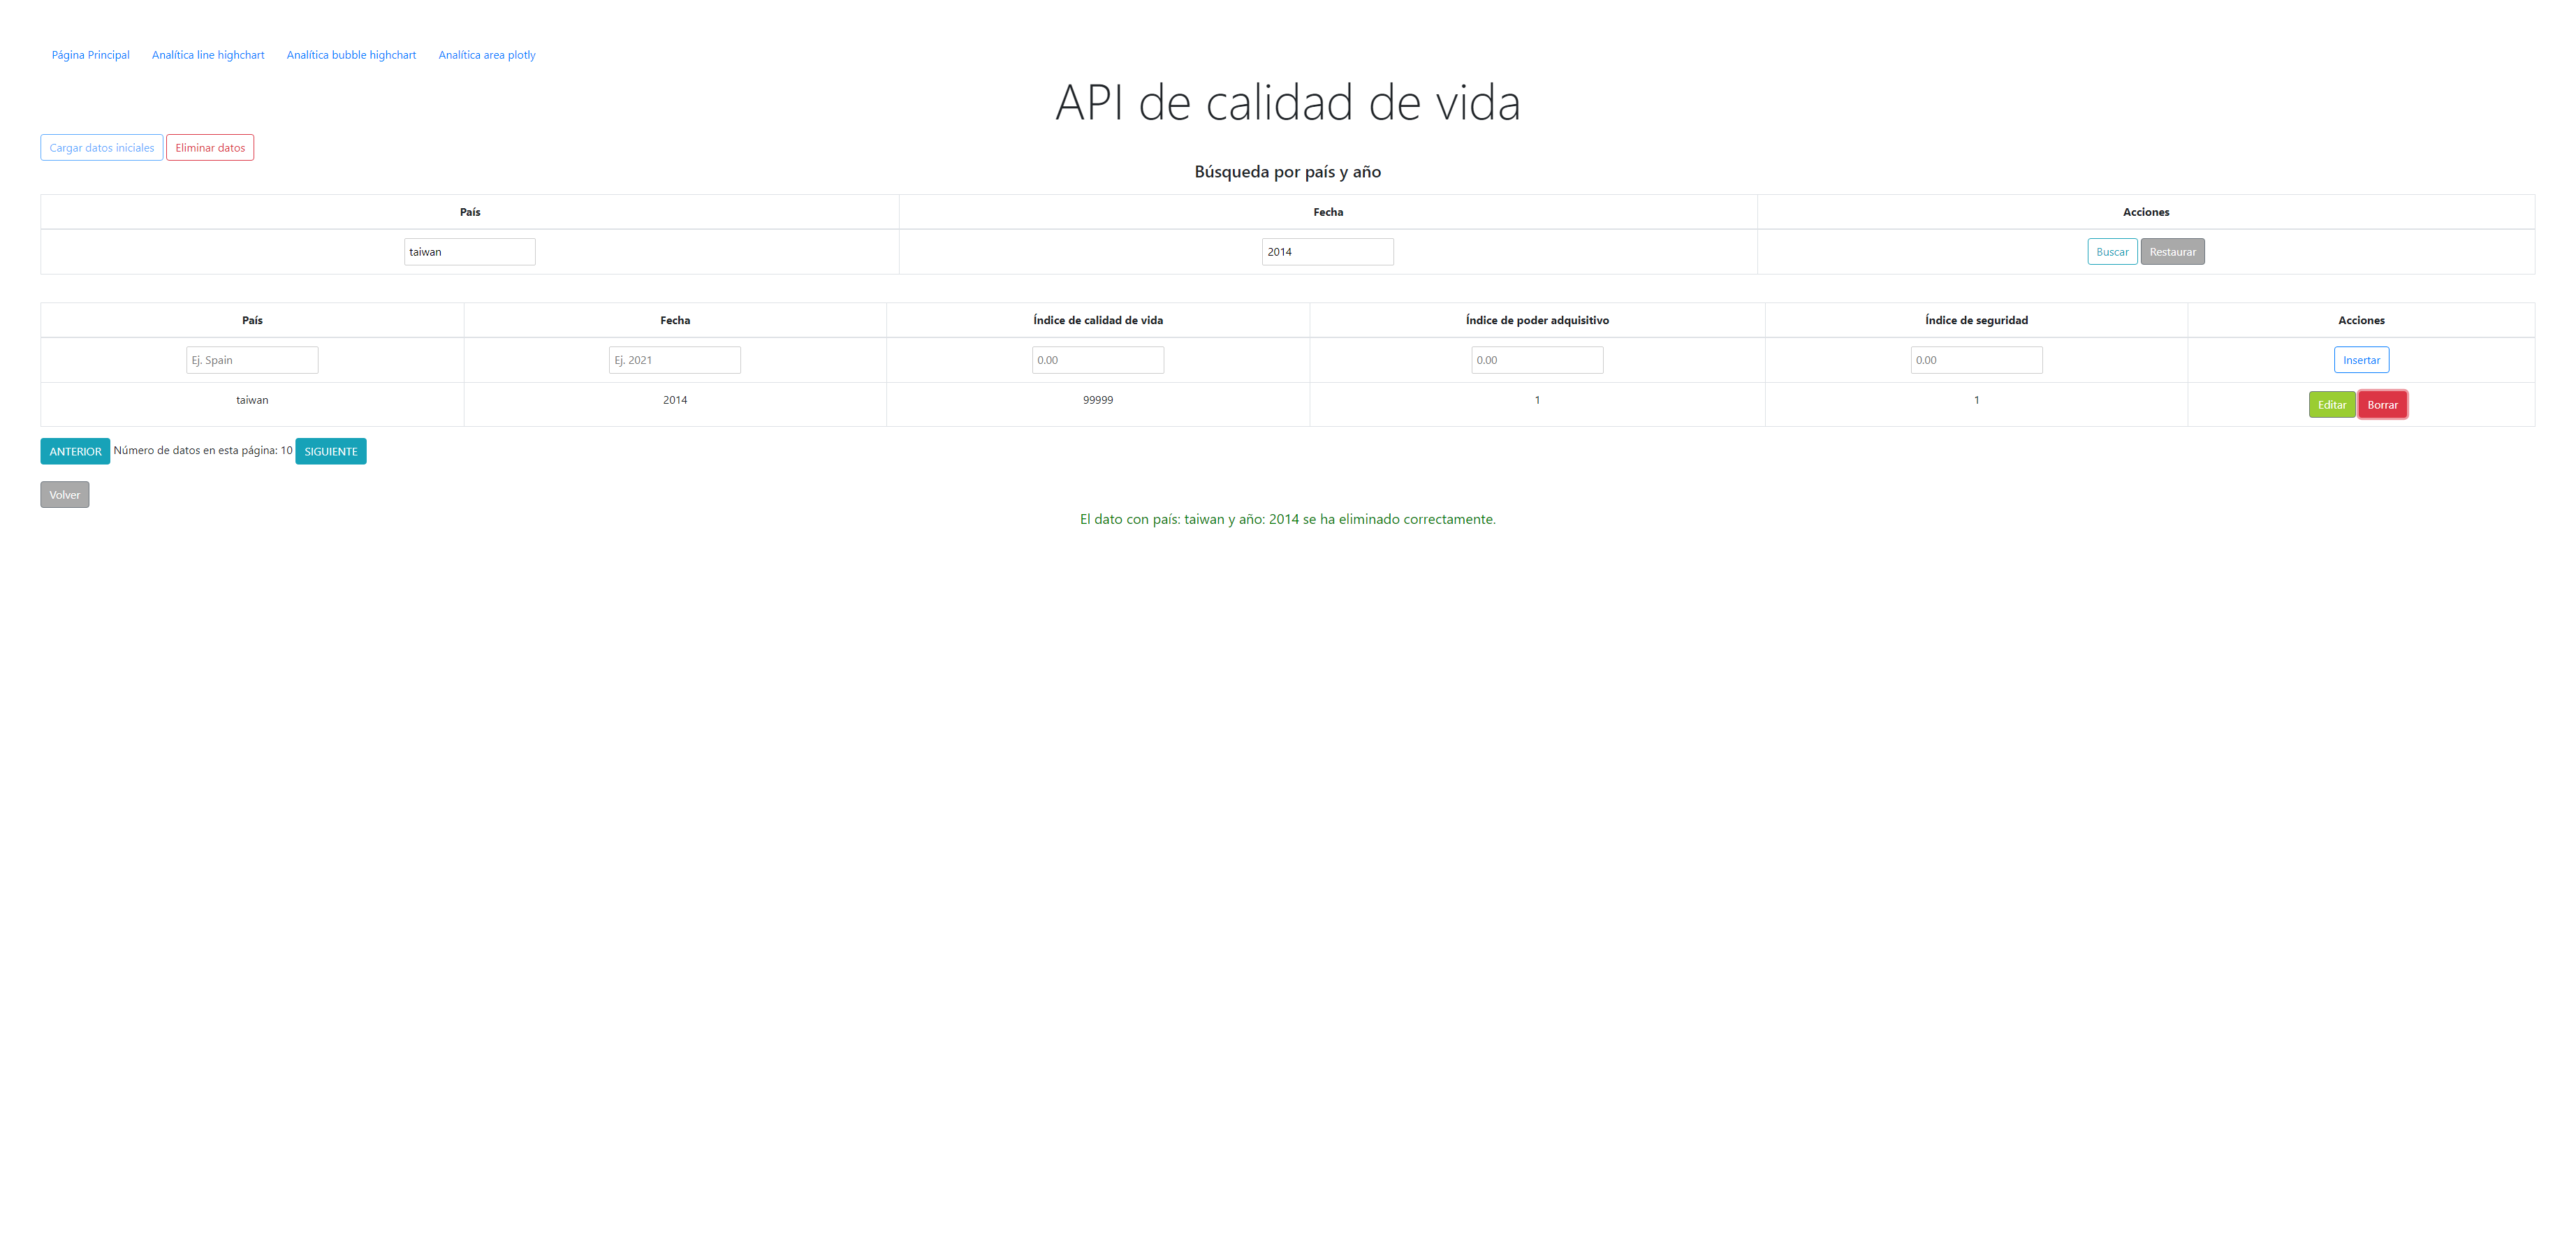 Página Principal Analítica line highchart Analítica bubble highchart Analítica area plotly
API de calidad de vida
Cargar datos iniciales Eliminar datos
Búsqueda por país y año
País Fecha Acciones
taiwan 2014 Buscar Restaurar
País Fecha Índice de calidad de vida Índice de poder adquisitivo Índice de seguridad Acciones
Ej. Spain Ej. 2021 0.00 0.00 0.00 Insertar
taiwan 2014 99999 1 1 Editar Borrar
ANTERIOR Número de datos en esta página: 10 SIGUIENTE
Volver
El dato con país: taiwan y año: 2014 se ha eliminado correctamente.